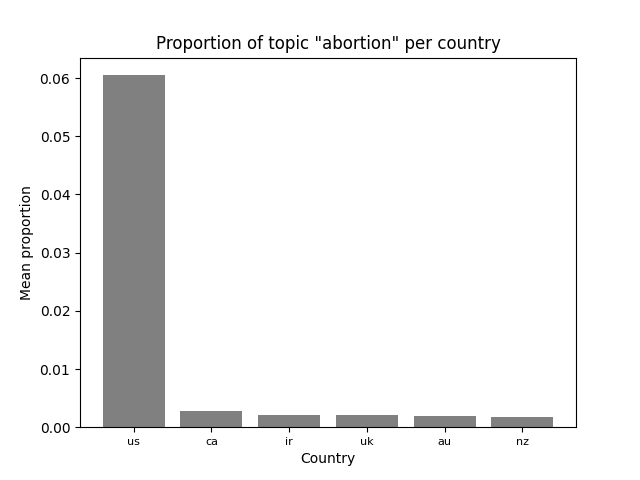 Proportion of topic "abortion" per country
0.06
0.05
0.04
0.03
0.02
0.01
0.00
Mean proportion
us ca ir uk au nz
Country